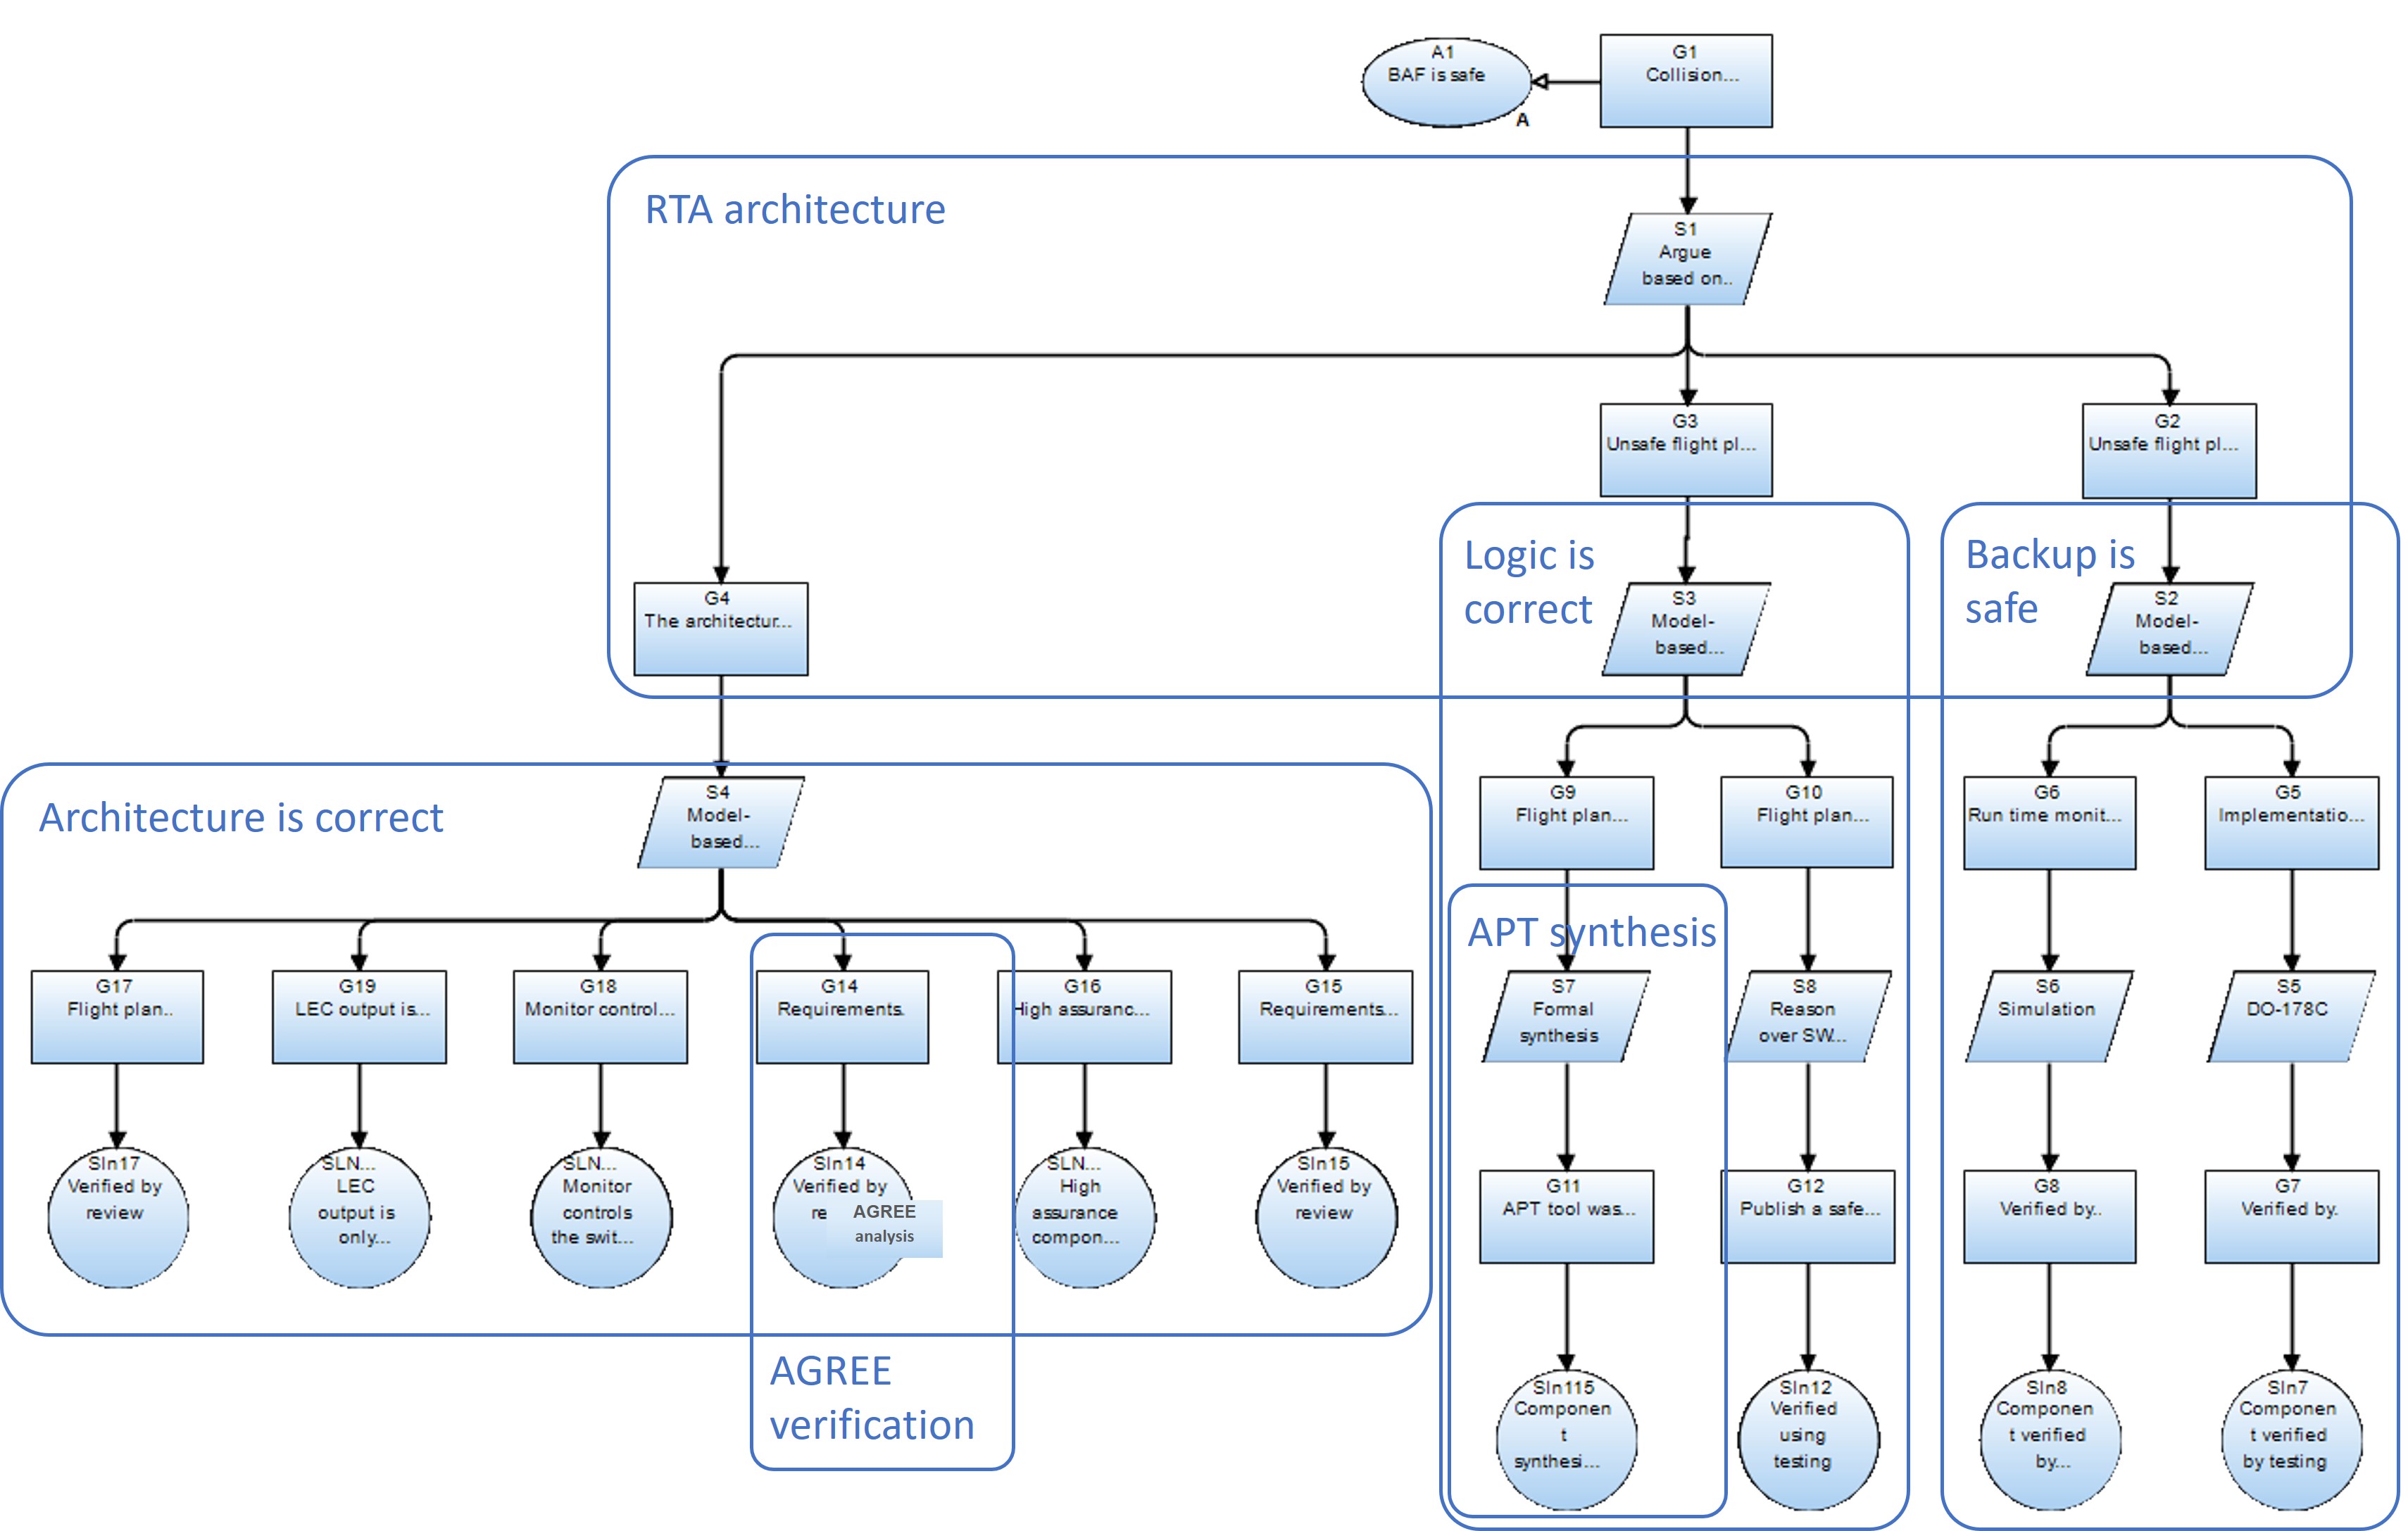 A1
BAF is safe
A
G1
Collision...
RTA architecture
S1
Argue
based on..
G3
Unsafe flight pl...
G2
Unsafe flight pl...
G4
The architectur...
Logic is
correct
S3
Model-
based...
Backup is
safe
S2
Model-
based...
Architecture is correct
S4
Model-
based...
G9
Flight plan...
G10
Flight plan...
G6
Run time monit...
G5
Implementatio...
APT synthesis
G17
Flight plan..
G19
LEC output is...
G18
Monitor control...
G14
Requirements.
G16
High assuranc...
G15
Requirements...
S7
Formal
synthesis
S8
Reason
over SW...
S6
Simulation
S5
DO-178C
Sln17
Verified by
review
SLN...
LEC
output is
only...
SLN...
Monitor
controls
the swit...
Sln14
Verified by
re
AGREE
analysis
SLN...
High
assurance
compon...
Sln15
Verified by
review
G11
APT tool was...
G12
Publish a safe...
G8
Verified by..
G7
Verified by.
AGREE
verification
Sln115
Componen
t
synthesi...
Sln12
Verified
using
testing
Sln8
Componen
t verified
by...
Sln7
Componen
t verified
by testing